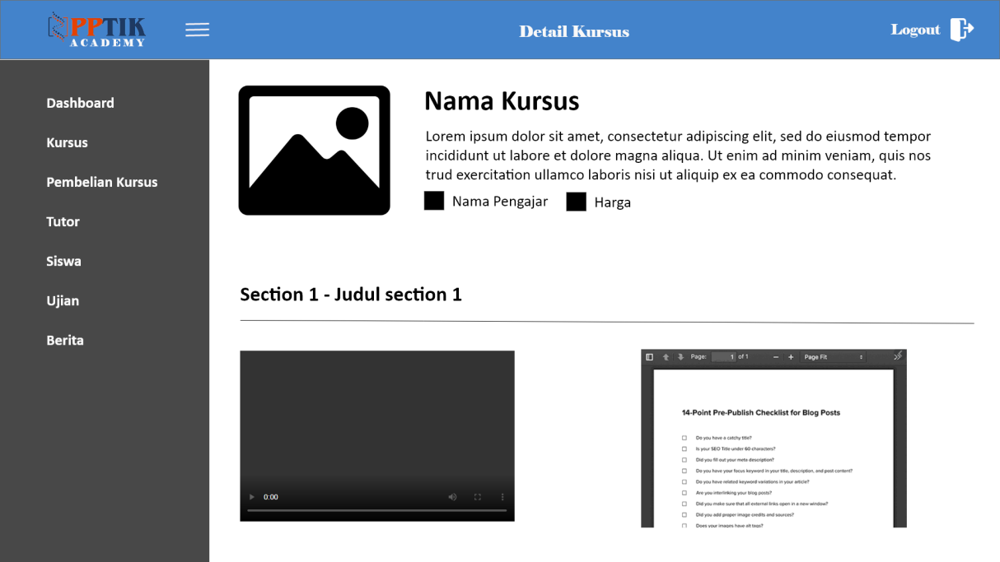 PPTIK
ACADEMY
Detail Kursus
Logout
Dashboard
Kursus
Pembelian Kursus
Tutor
Siswa
Ujian
Berita
Nama Kursus
Lorem ipsum dolor sit amet, consectetur adipiscing elit, sed do eiusmod tempor
incididunt ut labore et dolore magna aliqua. Ut enim ad minim veniam, quis nos
trud exercitation ullamco laboris nisi ut aliquip ex ea commodo consequat.
Nama Pengajar Harga
Section 1 - Judul section 1
0:00
Page: 1 of 1 Page Fit
14-Point Pre-Publish Checklist for Blog Posts
Do you have a catchy title?
Is your SEO Title under 60 characters?
Did you fill out your meta description?
Do you have your focus keyword in your title, description, and post content?
Do you have related keyword variations in your article?
Are you interlinking your blog posts?
Did you make sure that all external links open in a new window?
Did you add proper image credits and sources?
Does your images have alt tags?